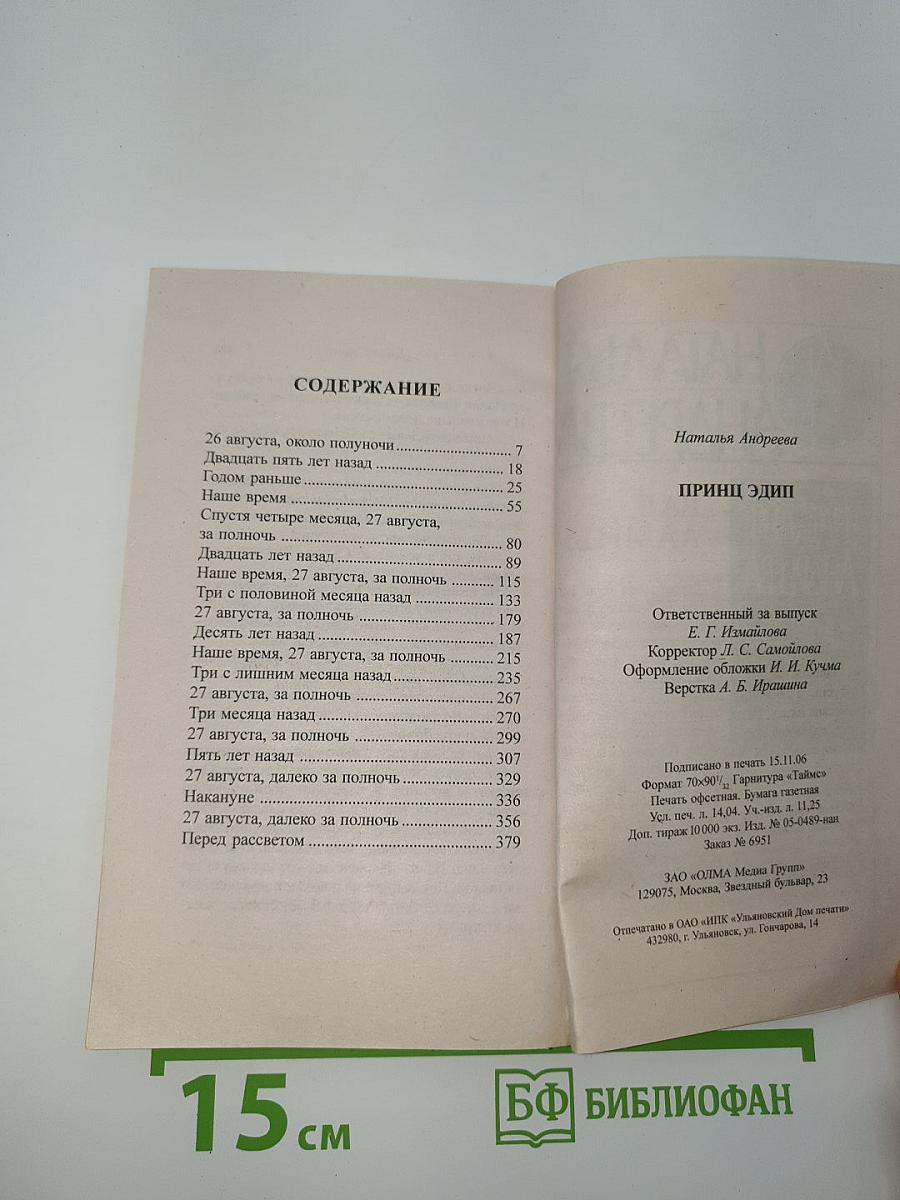 СОДЕРЖАНИЕ
26 августа, около полуночи ............................ 7
Двадцать пять лет назад ............................ 18
Годом раньше ............................ 25
Наше время ............................ 55
Спустя четыре месяца, 27 августа,
за полночь ............................ 80
Двадцать лет назад ............................ 89
Наше время, 27 августа, за полночь .......... 115
Три с половиной месяца назад ................. 133
27 августа, за полночь ............................ 179
Десять лет назад ............................ 187
Наше время, 27 августа, за полночь .......... 215
Три с лишним месяца назад ................. 235
27 августа, за полночь ............................ 267
Три месяца назад ............................ 270
27 августа, за полночь ............................ 299
Пять лет назад ............................ 307
27 августа, далеко за полночь ................. 329
Накануне ............................ 336
27 августа, далеко за полночь ................. 356
Перед рассветом ............................ 379
Наталья Андреева
ПРИНЦ ЭДИП
Ответственный за выпуск
Е. Г. Измайлова
Корректор Л. С. Самойлова
Оформление обложки И. И. Кучма
Верстка А. Б. Ирашина
Подписано в печать 15.11.06
Формат 70×90 1/32 Гарнитура «Таймс»
Печать офсетная. Бумага газетная
Усл. печ. л. 14,04. Уч.-изд. л. 11,25
Доп. тираж 10 000 экз. Изд. № 05-0489-нан
Заказ № 6951
ЗАО «ОЛМА Медиа Групп»
129075, Москва, Звездный бульвар, 23
Отпечатано в ОАО «ИПК «Ульяновский Дом печати»
432980, г. Ульяновск, ул. Гончарова, 14
15 см
БФ БИБЛИОФАН